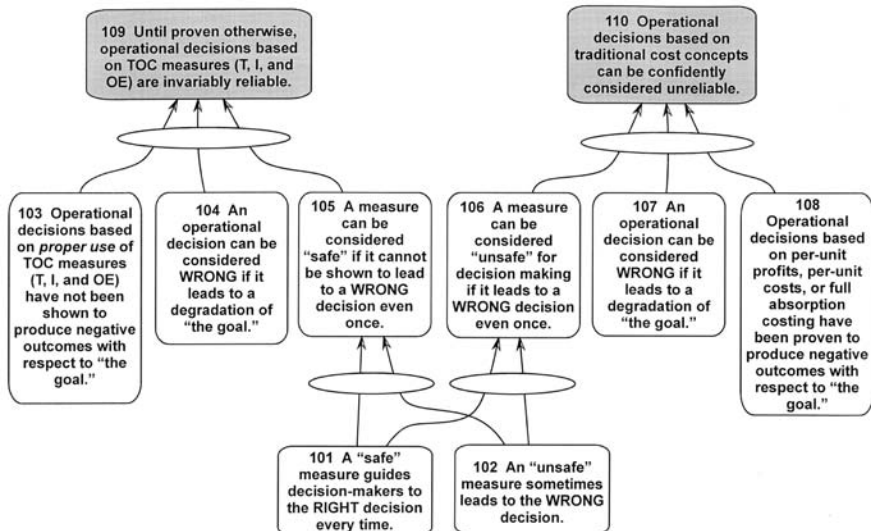 109 Until proven otherwise,
operational decisions based
on TOC measures (T, I, and
OE) are invariably reliable.
110 Operational
decisions based on
traditional cost concepts
can be confidently
considered unreliable.
103 Operational
decisions based
on proper use of
TOC measures
(T, I, and OE)
have not been
shown to
produce negative
outcomes with
respect to “the
goal.”
104 An
operational
decision can be
considered
WRONG if it
leads to a
degradation of
“the goal.”
105 A measure
can be
considered
“safe” if it cannot
be shown to lead
to a WRONG
decision even
once.
106 A measure
can be
considered
“unsafe” for
decision making
if it leads to a
WRONG decision
even once.
107 An
operational
decision can be
considered
WRONG if it
leads to a
degradation of
“the goal.”
108
Operational
decisions based
on per-unit
profits, per-unit
costs, or full
absorption
costing have
been proven to
produce negative
outcomes with
respect to “the
goal.”
101 A “safe”
measure guides
decision-makers to
the RIGHT decision
every time.
102 An “unsafe”
measure sometimes
leads to the WRONG
decision.